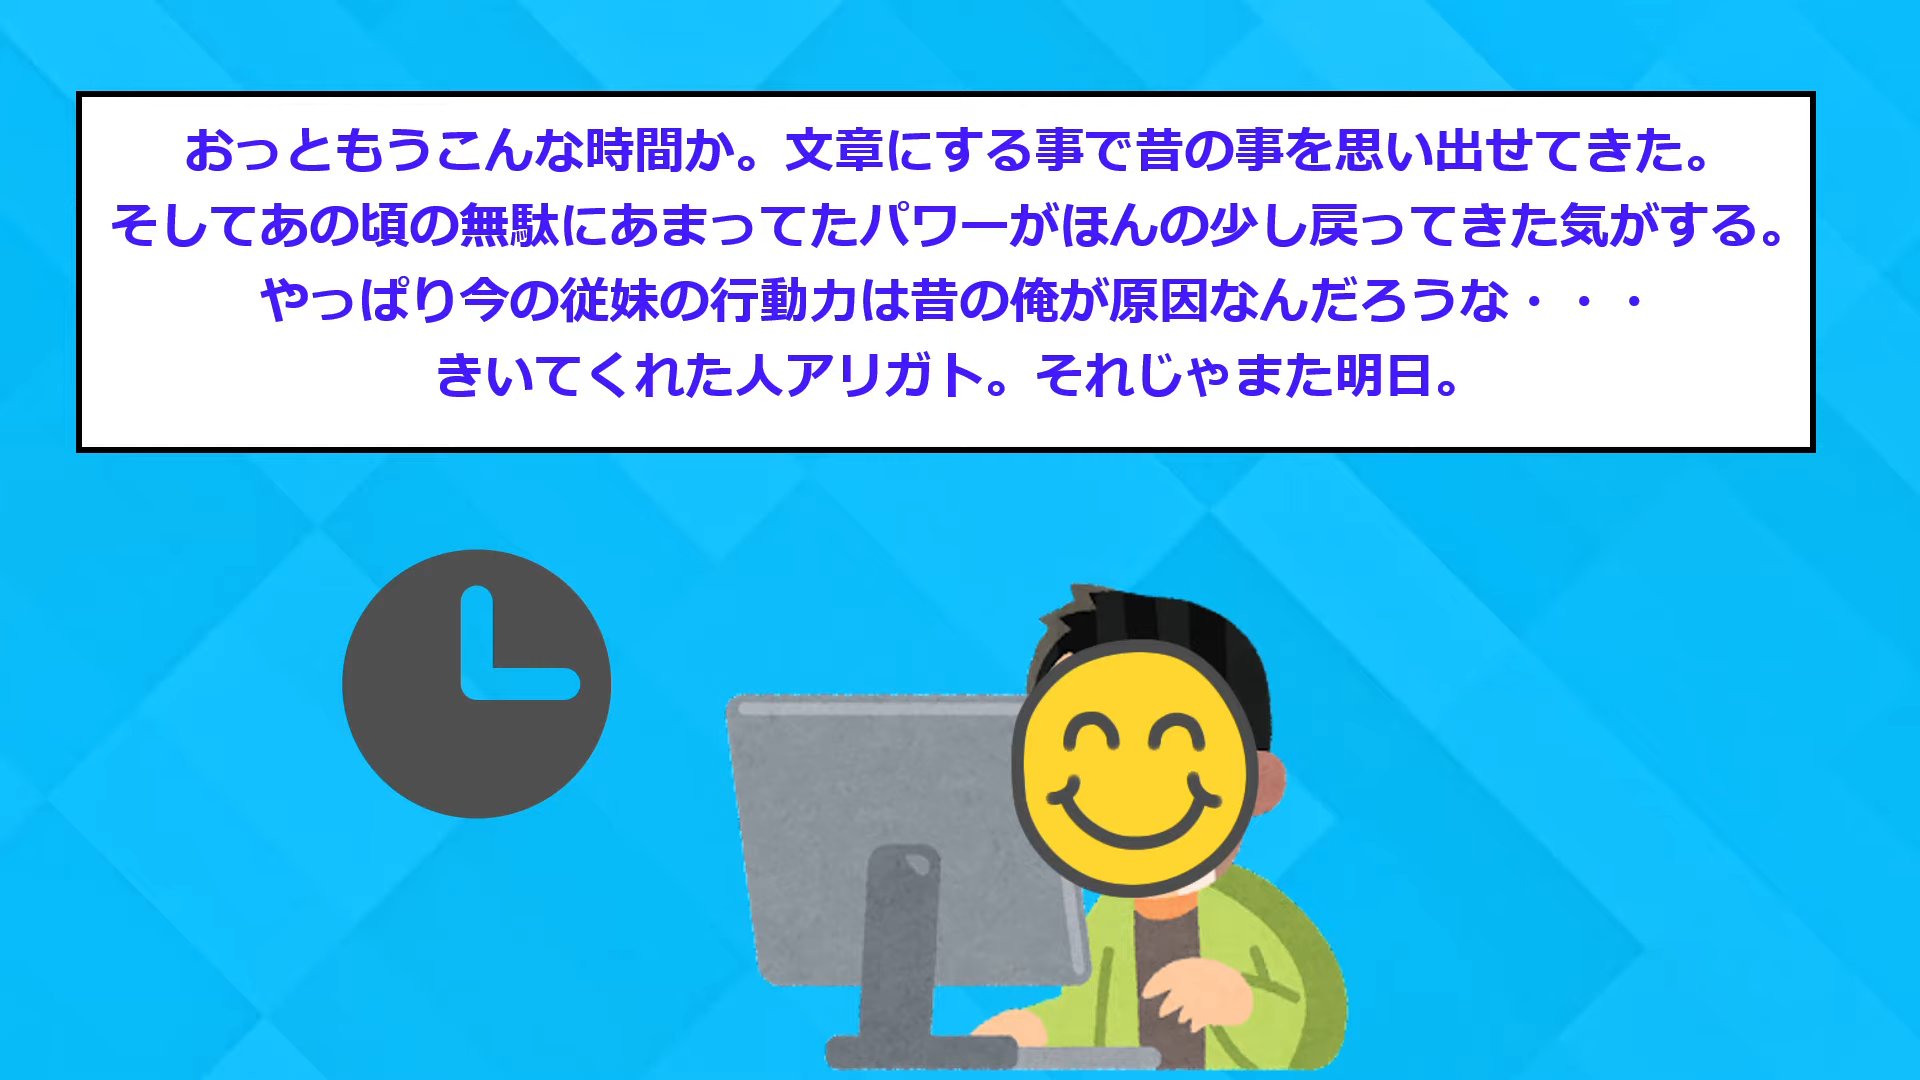 おっともうこんな時間か。文章にする事で昔の事を思い出せてきた。
そしてあの頃の無駄にあまってたパワーがほんの少し戻ってきた気がする。
やっぱり今の従妹の行動力は昔の俺が原因なんだろうな・・・
きいてくれた人アリガト。それじゃまた明日。